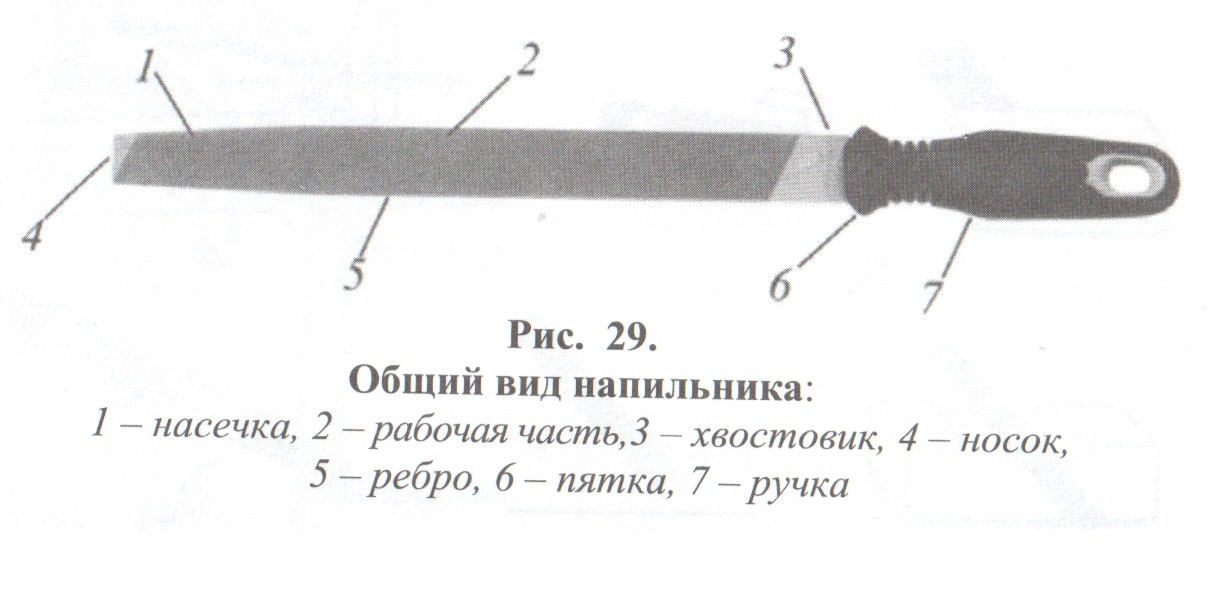 1
2
3
4
5
6
7
Рис. 29.
Общий вид напильника:
1 – насечка, 2 – рабочая часть,3 – хвостовик, 4 – носок,
5 – ребро, 6 – пятка, 7 – ручка